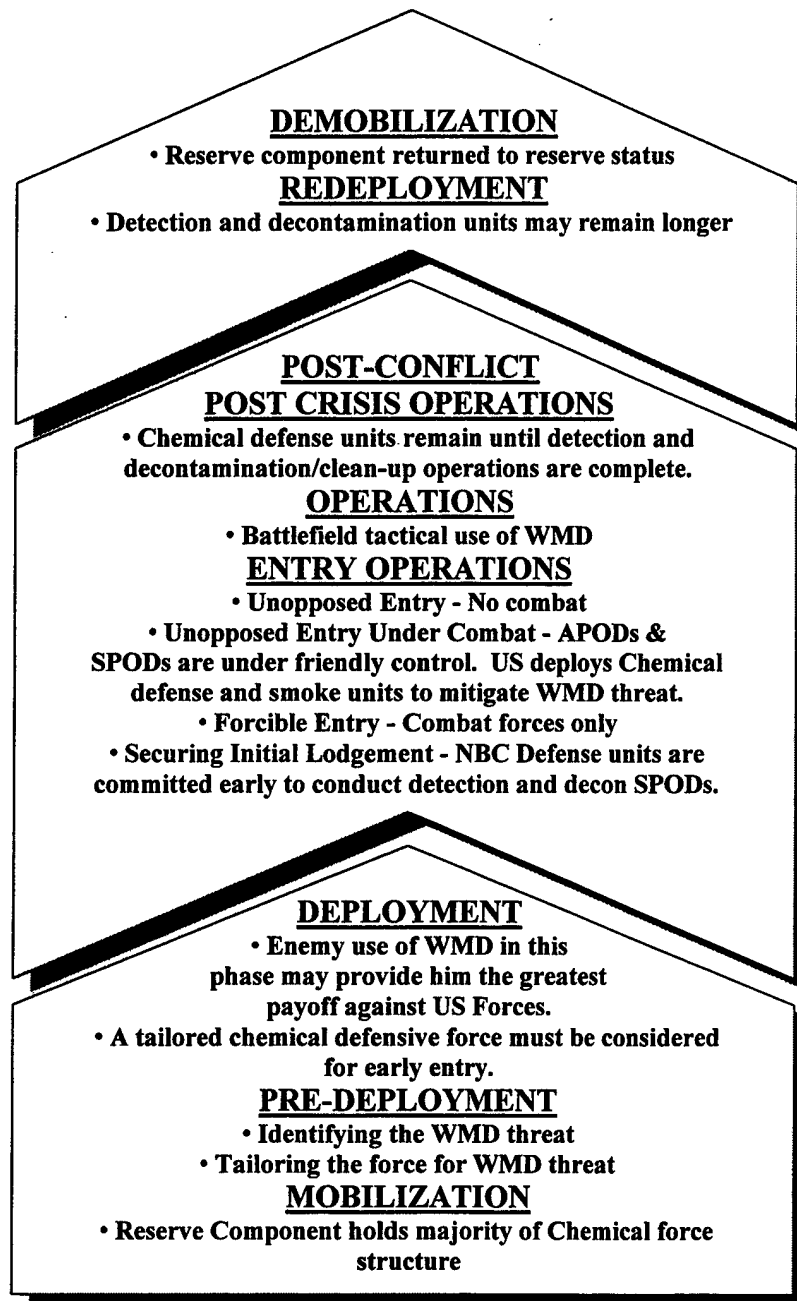 DEMOBILIZATION
• Reserve component returned to reserve status
REDEPLOYMENT
• Detection and decontamination units may remain longer
POST-CONFLICT
POST CRISIS OPERATIONS
• Chemical defense units remain until detection and
decontamination/clean-up operations are complete.
OPERATIONS
• Battlefield tactical use of WMD
ENTRY OPERATIONS
• Unopposed Entry - No combat
• Unopposed Entry Under Combat - APODs &
SPODs are under friendly control. US deploys Chemical
defense and smoke units to mitigate WMD threat.
• Forcible Entry - Combat forces only
• Securing Initial Lodgement - NBC Defense units are
committed early to conduct detection and decon SPODs.
DEPLOYMENT
• Enemy use of WMD in this
phase may provide him the greatest
payoff against US Forces.
• A tailored chemical defensive force must be considered
for early entry.
PRE-DEPLOYMENT
• Identifying the WMD threat
• Tailoring the force for WMD threat
MOBILIZATION
• Reserve Component holds majority of Chemical force
structure